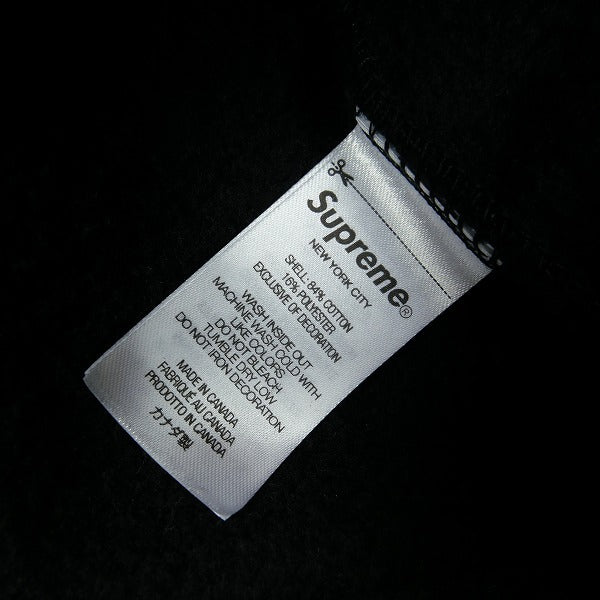 Supreme®
NEW YORK CITY
SHELL: 84% COTTON
16% POLYESTER
EXCLUSIVE OF DECORATION
WASH INSIDE OUT
MACHINE WASH COLD WITH
LIKE COLORS
DO NOT BLEACH
TUMBLE DRY LOW
DO NOT IRON DECORATION
MADE IN CANADA
FABRIQUÉ AU CANADA
PRODOTTO IN CANADA
カナダ製